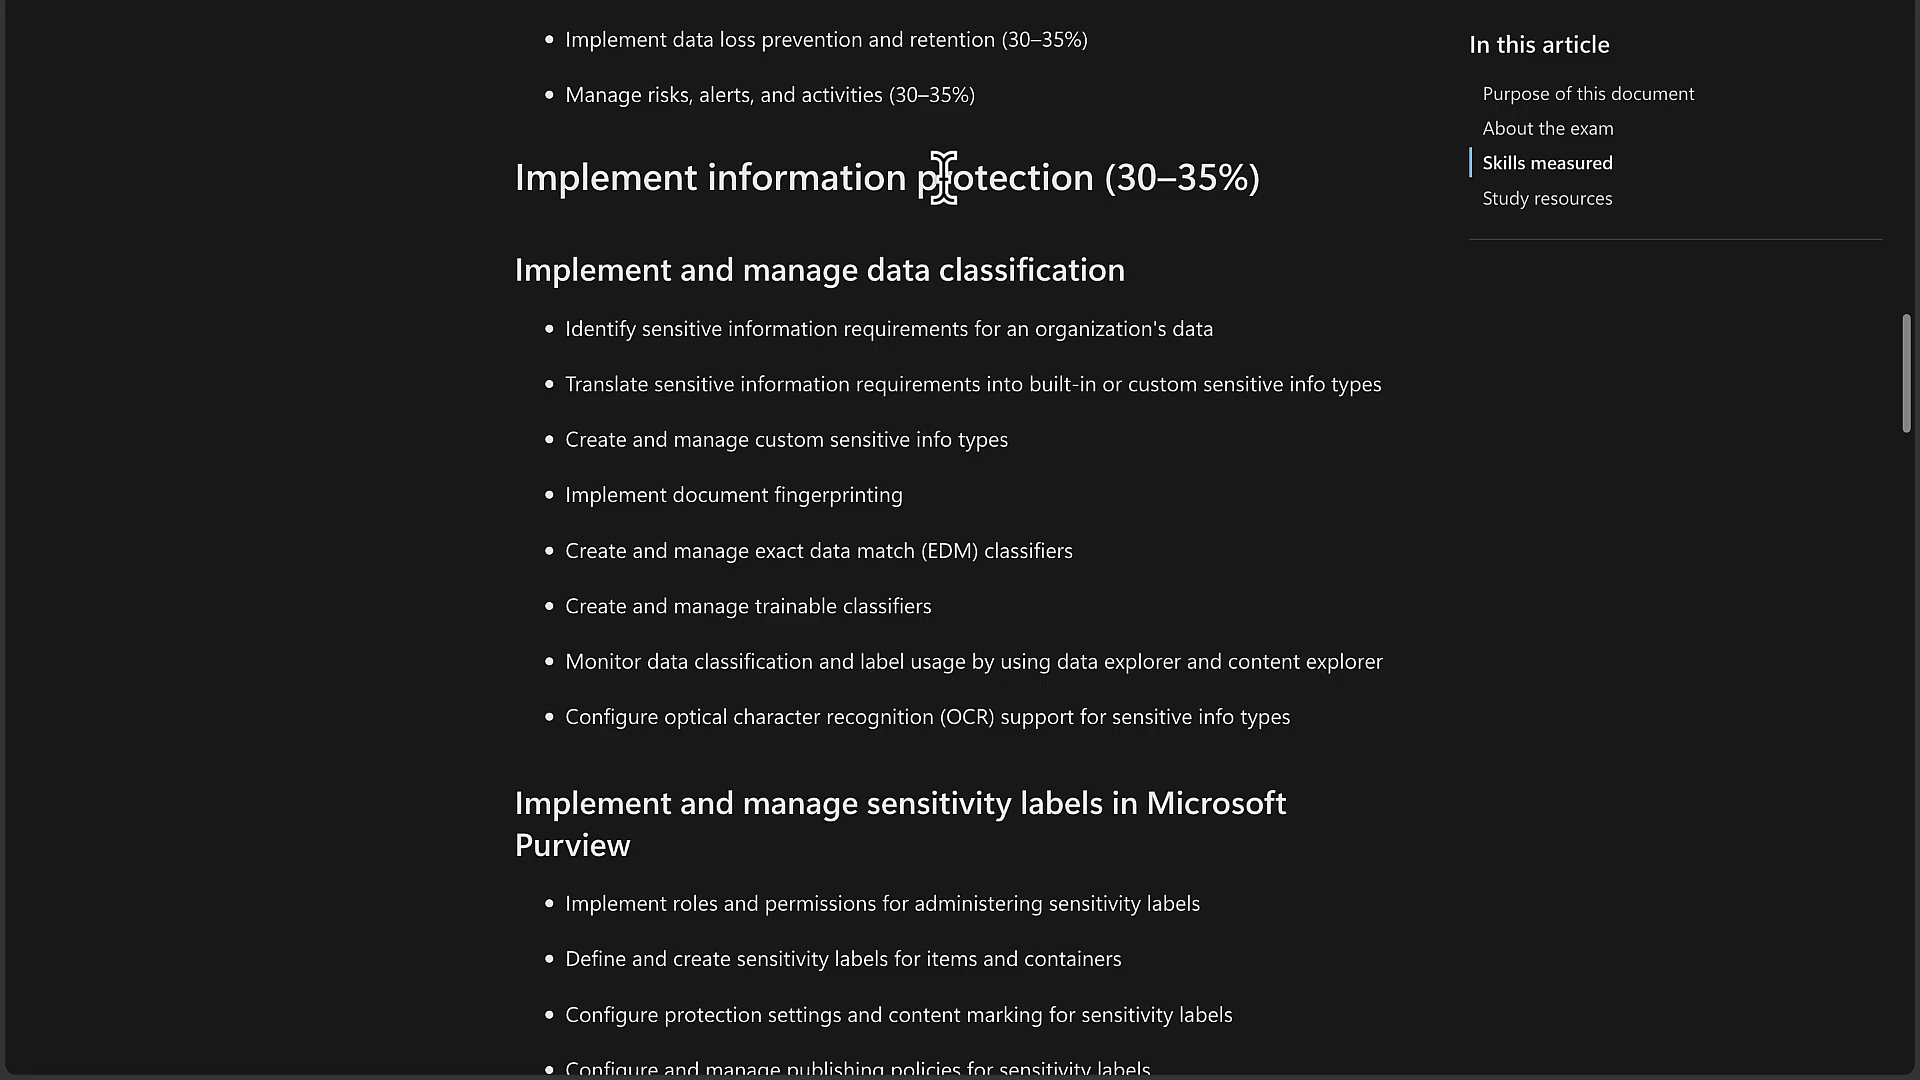 Implement data loss prevention and retention (30–35%)
Manage risks, alerts, and activities (30–35%)
Implement information protection (30–35%)
Implement and manage data classification
Identify sensitive information requirements for an organization's data
Translate sensitive information requirements into built-in or custom sensitive info types
Create and manage custom sensitive info types
Implement document fingerprinting
Create and manage exact data match (EDM) classifiers
Create and manage trainable classifiers
Monitor data classification and label usage by using data explorer and content explorer
Configure optical character recognition (OCR) support for sensitive info types
Implement and manage sensitivity labels in Microsoft
Purview
Implement roles and permissions for administering sensitivity labels
Define and create sensitivity labels for items and containers
Configure protection settings and content marking for sensitivity labels
Configure and manage publishing policies for sensitivity labels
In this article
Purpose of this document
About the exam
Skills measured
Study resources